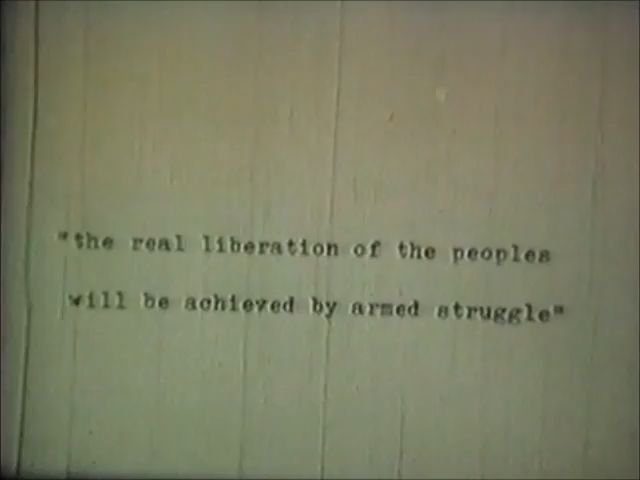 "the real liberation of the peoples
will be achieved by armed struggle"